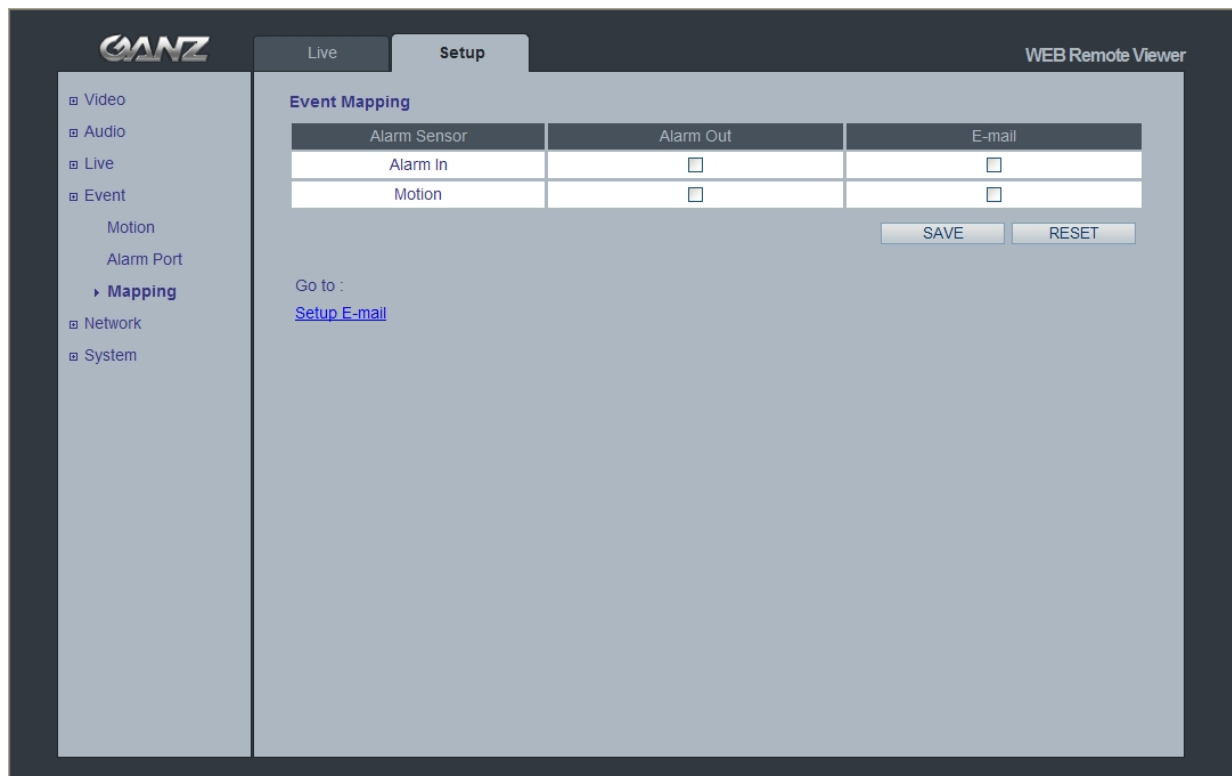 GANZ
Live
Setup
WEB Remote Viewer
Video
Audio
Live
Event
Motion
Alarm Port
Mapping
Network
System
Event Mapping
Alarm Sensor Alarm Out E-mail
Alarm In
Motion
SAVE RESET
Go to :
Setup E-mail